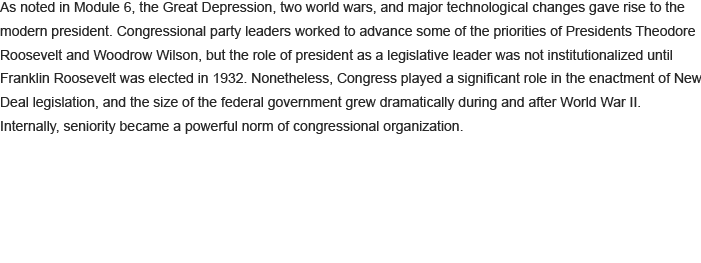 As noted in Module 6, the Great Depression, two world wars, and major technological changes gave rise to the
modern president. Congressional party leaders worked to advance some of the priorities of Presidents Theodore
Roosevelt and Woodrow Wilson, but the role of president as a legislative leader was not institutionalized until
Franklin Roosevelt was elected in 1932. Nonetheless, Congress played a significant role in the enactment of New
Deal legislation, and the size of the federal government grew dramatically during and after World War II.
Internally, seniority became a powerful norm of congressional organization.